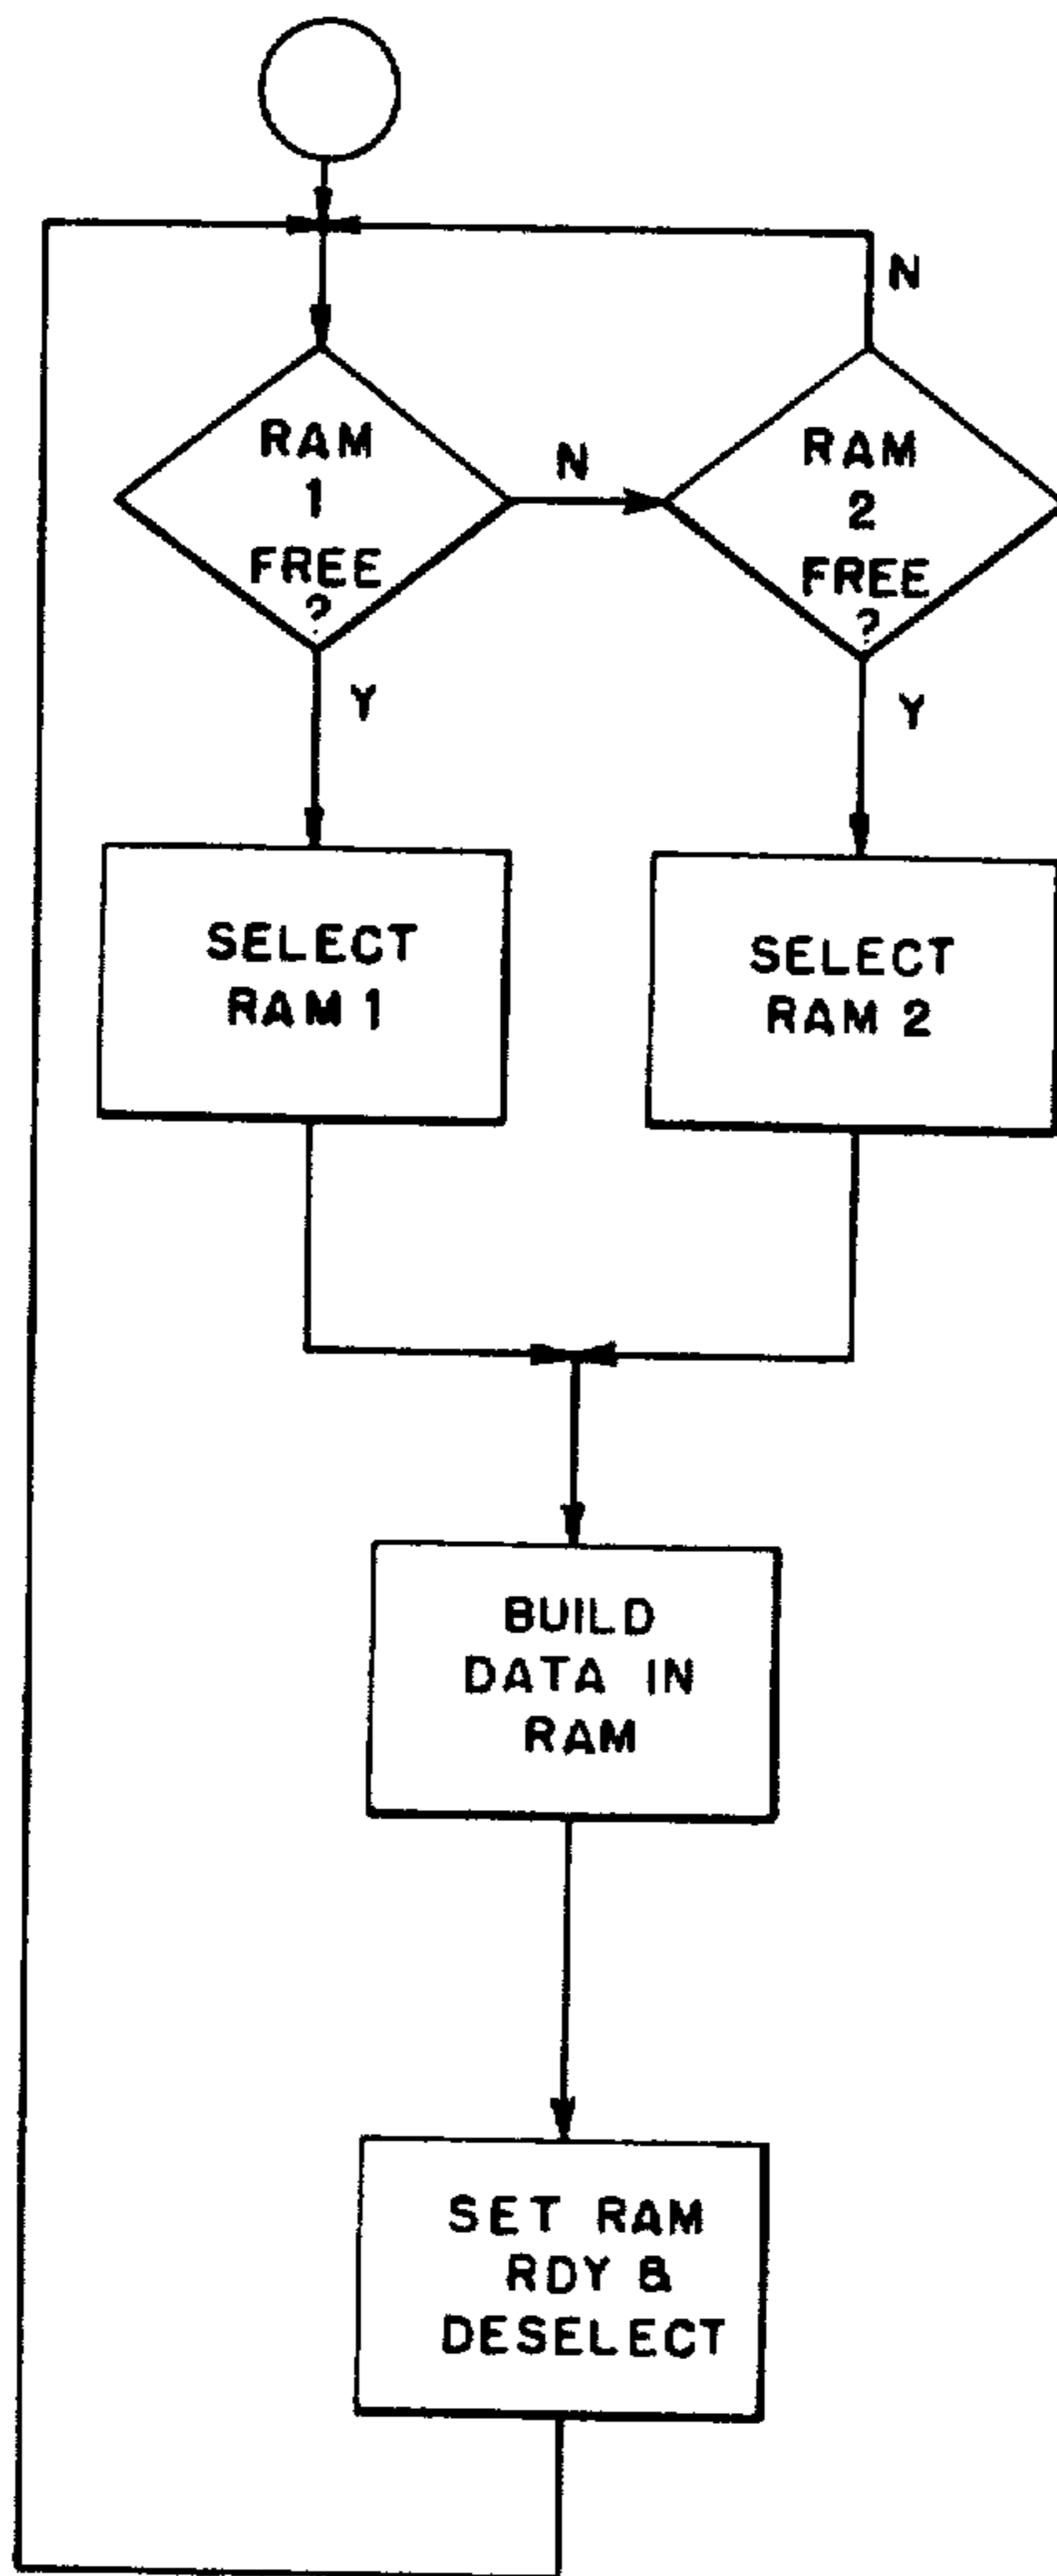 N
RAM
1
FREE
?
N
RAM
2
FREE
?
Y
Y
SELECT
RAM 1
SELECT
RAM 2
BUILD
DATA IN
RAM
SET RAM
RDY &
DESELECT